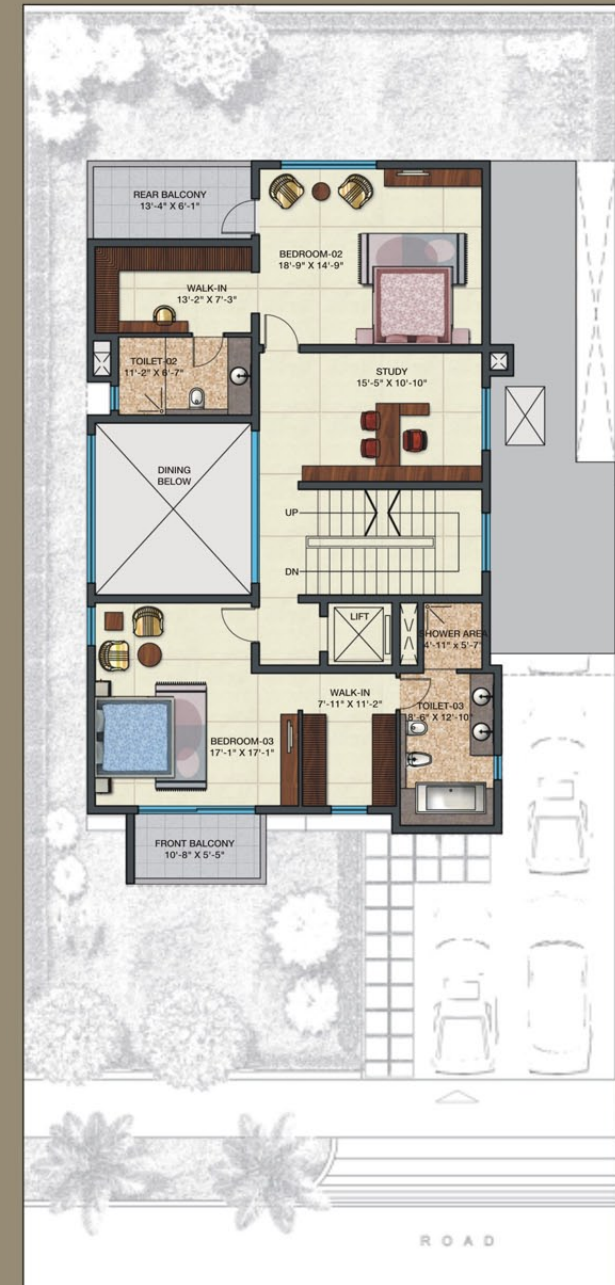 REAR BALCONY
13'-4" X 6'-1"
BEDROOM-02
18'-9" X 14'-9"
WALK-IN
13'-2" X 7'-3"
TOILET-02
11'-2" X 6'-7"
STUDY
15'-5" X 10'-10"
DINING
BELOW
UP
DN
LIFT
SHOWER AREA
4'-11" x 5'-7"
WALK-IN
7'-11" X 11'-2"
TOILET-03
8'-6" X 12'-10"
BEDROOM-03
17'-1" X 17'-1"
FRONT BALCONY
10'-8" X 5'-5"
ROAD